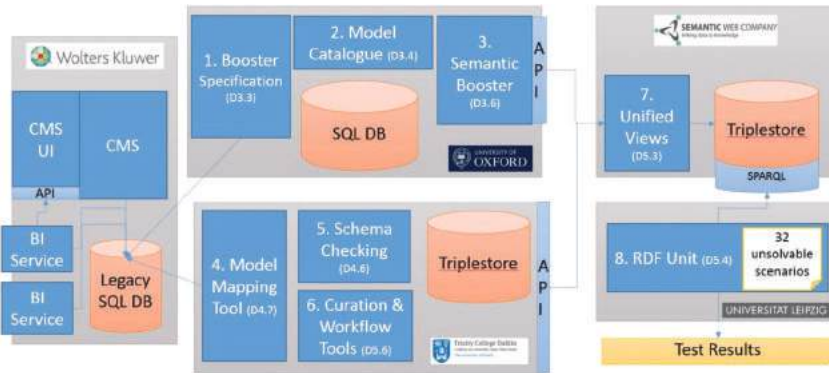 Wolters Kluwer
CMS
UI
CMS
API
BI
Service
BI
Service
Legacy
SQL DB
1. Booster
Specification
(D3.3)
2. Model
Catalogue (D3.4)
3.
Semantic
Booster
(D3.6)
A
P
I
SQL DB
UNIVERSITY OF
OXFORD
4. Model
Mapping
Tool (D4.7)
5. Schema
Checking
(D4.6)
6. Curation &
Workflow
Tools (D5.6)
Triplestore
A
P
I
Trinity College Dublin
SEMANTIC WEB COMPANY
7.
Unified
Views
(D5.3)
Triplestore
SPARQL
8. RDF Unit (D5.4)
32
unsolvable
scenarios
UNIVERSITÄT LEIPZIG
Test Results